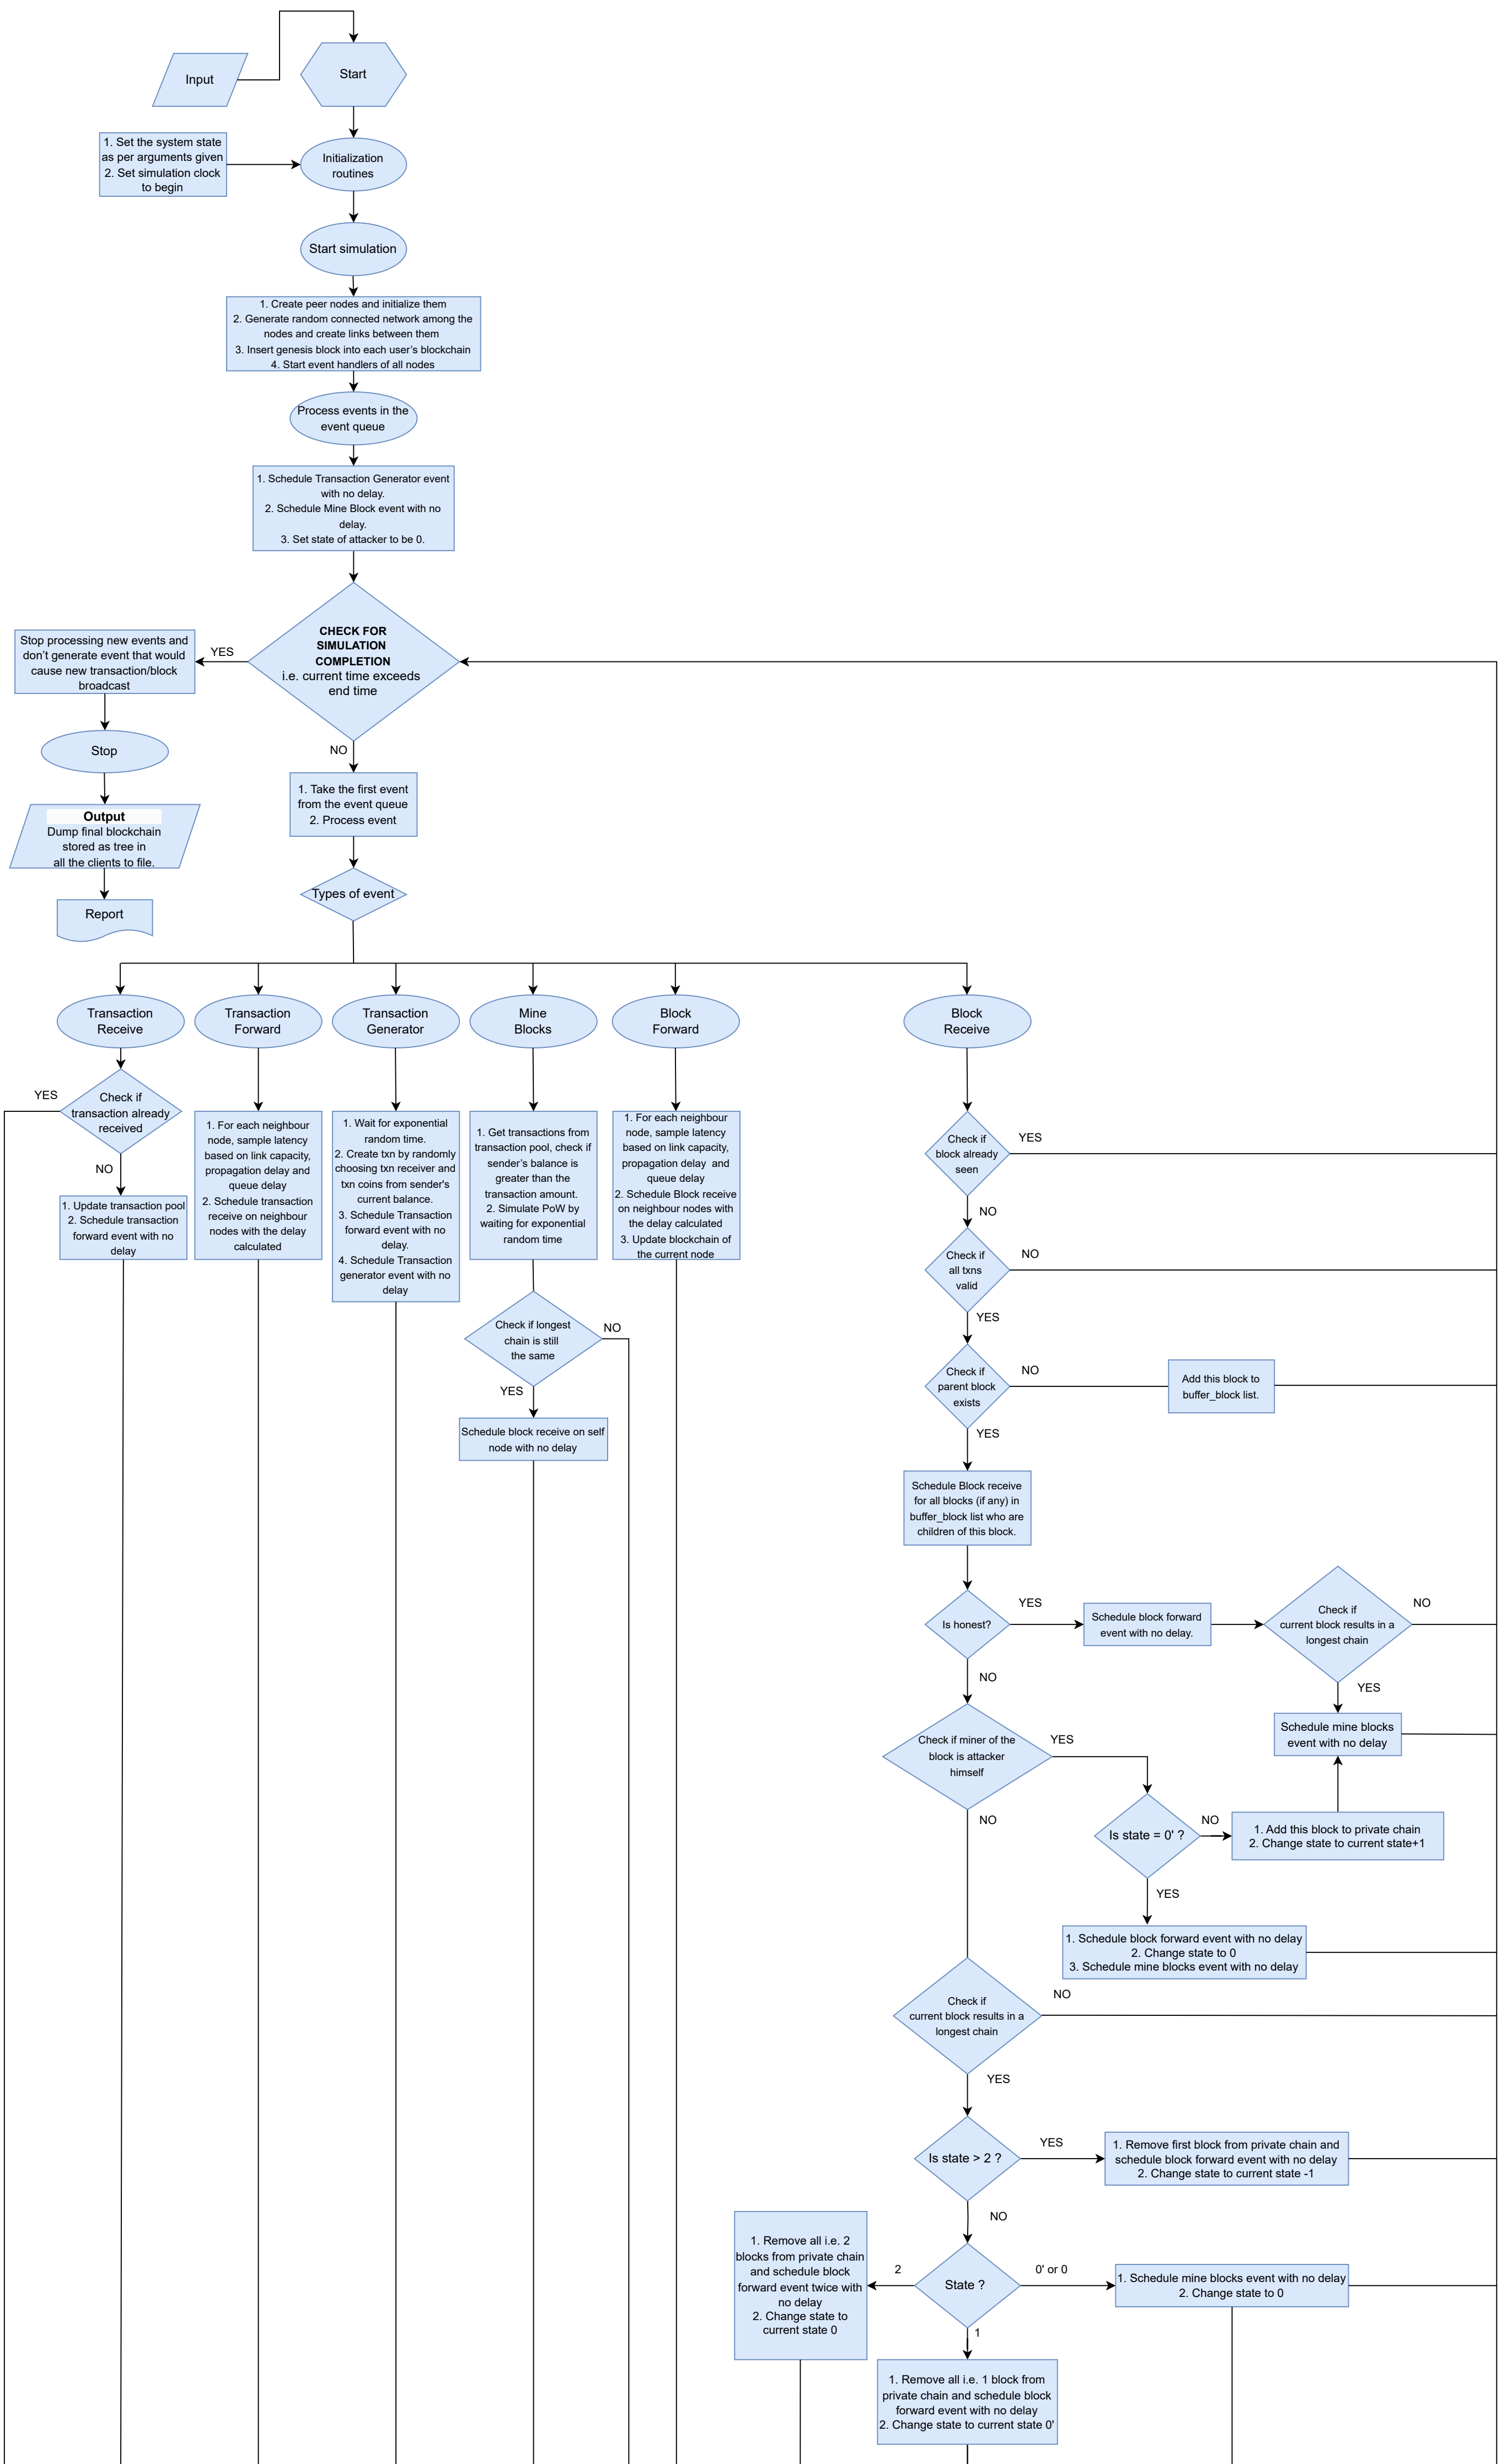 Input
Start
1. Set the system state
as per arguments given
2. Set simulation clock
to begin
Initialization
routines
Start simulation
1. Create peer nodes and initialize them
2. Generate random connected network among the
nodes and create links between them
3. Insert genesis block into each user’s blockchain
4. Start event handlers of all nodes
Process events in the
event queue
1. Schedule Transaction Generator event
with no delay.
2. Schedule Mine Block event with no
delay.
3. Set state of attacker to be 0.
CHECK FOR
SIMULATION
COMPLETION
i.e. current time exceeds
end time
YES
Stop processing new events and
don’t generate event that would
cause new transaction/block
broadcast
Stop
Output
Dump final blockchain
stored as tree in
all the clients to file.
Report
NO
1. Take the first event
from the event queue
2. Process event
Types of event
Transaction
Receive
Transaction
Forward
Transaction
Generator
Mine
Blocks
Block
Forward
Block
Receive
YES
Check if
transaction already
received
NO
1. Update transaction pool
2. Schedule transaction
forward event with no
delay
1. For each neighbour
node, sample latency
based on link capacity,
propagation delay and
queue delay
2. Schedule transaction
receive on neighbour
nodes with the delay
calculated
1. Wait for exponential
random time.
2. Create txn by randomly
choosing txn receiver and
txn coins from sender's
current balance.
3. Schedule Transaction
forward event with no
delay.
4. Schedule Transaction
generator event with no
delay
1. Get transactions from
transaction pool, check if
sender’s balance is
greater than the
transaction amount.
2. Simulate PoW by
waiting for exponential
random time
Check if longest
chain is still
the same
NO
YES
Schedule block receive on self
node with no delay
1. For each neighbour
node, sample latency
based on link capacity,
propagation delay and
queue delay
2. Schedule Block receive
on neighbour nodes with
the delay calculated
3. Update blockchain of
the current node
Check if
block already
seen
YES
NO
Check if
all txns
valid
NO
YES
Check if
parent block
exists
NO
Add this block to
buffer_block list.
YES
Schedule Block receive
for all blocks (if any) in
buffer_block list who are
children of this block.
Is honest?
YES
Schedule block forward
event with no delay.
Check if
current block results in a
longest chain
NO
YES
Schedule mine blocks
event with no delay
NO
Check if miner of the
block is attacker
himself
YES
Is state = 0' ?
NO
1. Add this block to private chain
2. Change state to current state+1
YES
1. Schedule block forward event with no delay
2. Change state to 0
3. Schedule mine blocks event with no delay
NO
Check if
current block results in a
longest chain
NO
YES
Is state > 2 ?
YES
1. Remove first block from private chain and
schedule block forward event with no delay
2. Change state to current state -1
NO
State ?
2
1. Remove all i.e. 2
blocks from private chain
and schedule block
forward event twice with
no delay
2. Change state to
current state 0
0' or 0
1. Schedule mine blocks event with no delay
2. Change state to 0
1
1. Remove all i.e. 1 block from
private chain and schedule block
forward event with no delay
2. Change state to current state 0'